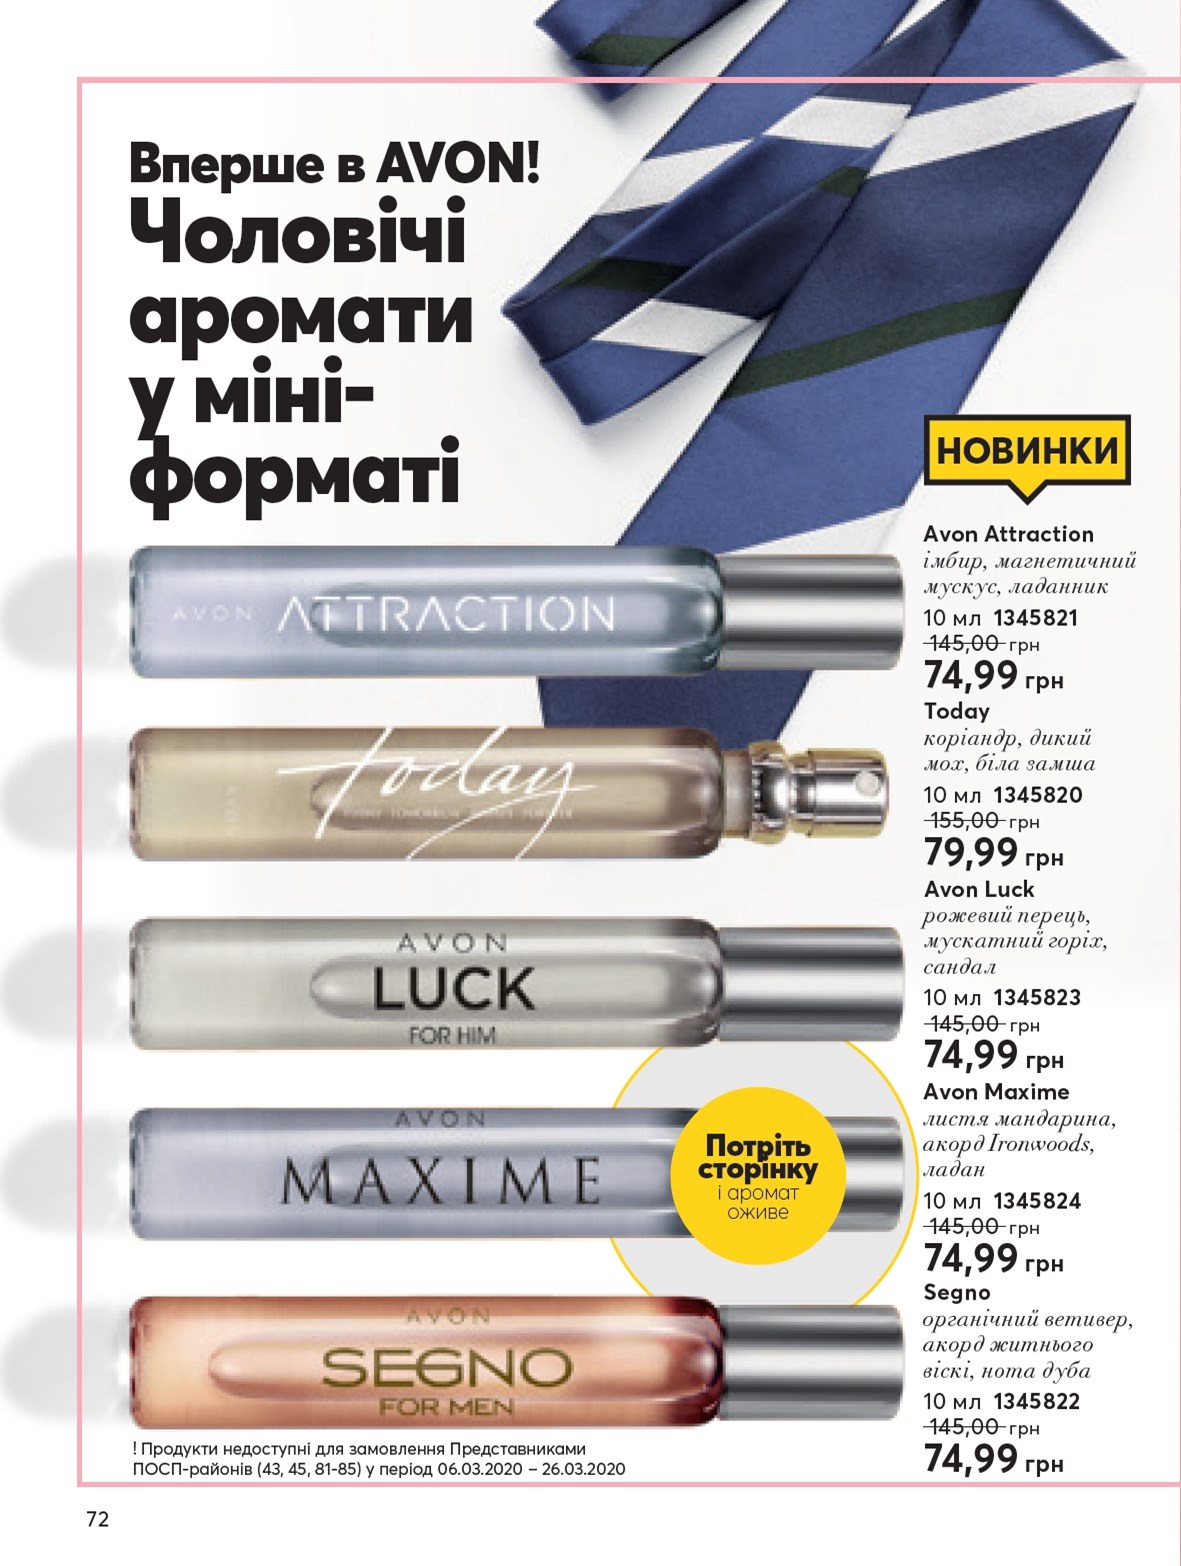 Вперше в AVON!
Чоловічі
аромати
у міні-
форматі
НОВИНКИ
AVON ATTRACTION
Avon Attraction
імбир, магнетичний
мускус, ладанник
10 мл 1345821
145,00 грн
74,99 грн
today
Today
коріандр, дикий
мох, біла замша
10 мл 1345820
155,00 грн
79,99 грн
AVON
LUCK
FOR HIM
Avon Luck
рожевий перець,
мускатний горіх,
сандал
10 мл 1345823
145,00 грн
74,99 грн
AVON
MAXIME
Потріть
сторінку
і аромат
оживе
Avon Maxime
листя мандарина,
акорд Ironwoods,
ладан
10 мл 1345824
145,00 грн
74,99 грн
AVON
SEGNO
FOR MEN
Segno
органічний ветивер,
акорд житнього
віскі, нота дуба
10 мл 1345822
145,00 грн
74,99 грн
! Продукти недоступні для замовлення Представниками
ПОСП-районів (43, 45, 81-85) у період 06.03.2020 – 26.03.2020
72